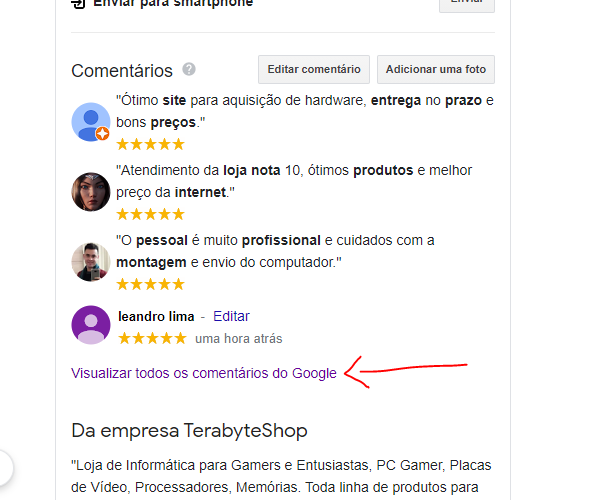 Enviar para smartphone
Enviar
Comentários ?
Editar comentário
Adicionar uma foto
"Ótimo site para aquisição de hardware, entrega no prazo e
bons preços."
"Atendimento da loja nota 10, ótimos produtos e melhor
preço da internet."
"O pessoal é muito profissional e cuidados com a
montagem e envio do computador."
leandro lima - Editar
uma hora atrás
Visualizar todos os comentários do Google
Da empresa TerabyteShop
"Loja de Informática para Gamers e Entusiastas, PC Gamer, Placas
de Vídeo, Processadores, Memórias. Toda linha de produtos para